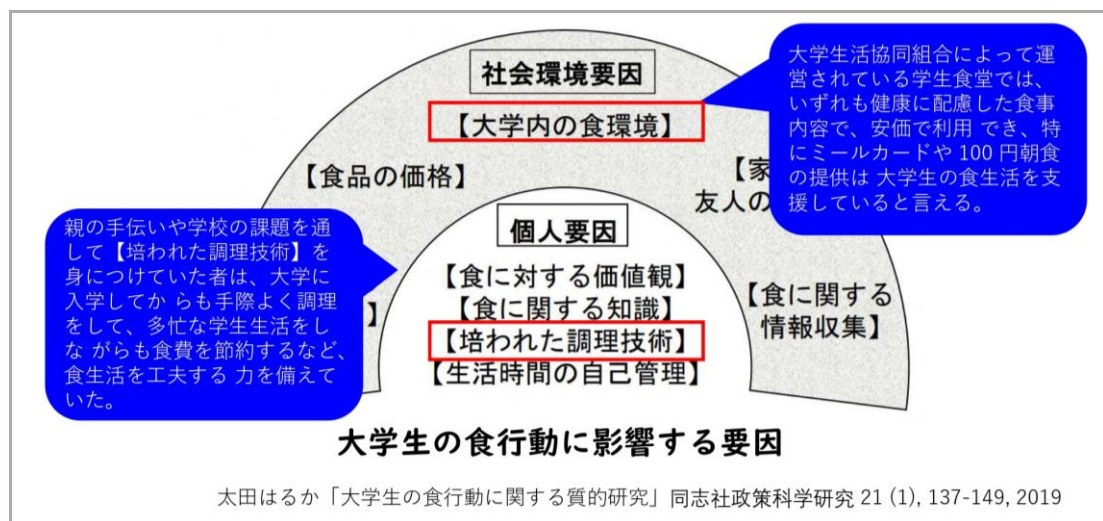 社会環境要因
【大学内の食環境】
【食品の価格】
【家
友人の
【食に関する
情報収集】
】
個人要因
【食に対する価値観】
【食に関する知識】
【培われた調理技術】
【生活時間の自己管理】
大学生活協同組合によって運
営されている学生食堂では、
いずれも健康に配慮した食事
内容で、安価で利用 でき、特
にミールカードや 100 円朝食
の提供は 大学生の食生活を支
援していると言える。
親の手伝いや学校の課題を通
して【培われた調理技術】を
身につけていた者は、大学に
入学してか らも手際よく調理
をして、多忙な学生生活をし
な がらも食費を節約するなど、
食生活を工夫する 力を備えて
いた。
大学生の食行動に影響する要因
太田はるか「大学生の食行動に関する質的研究」同志社政策科学研究 21 (1), 137-149, 2019